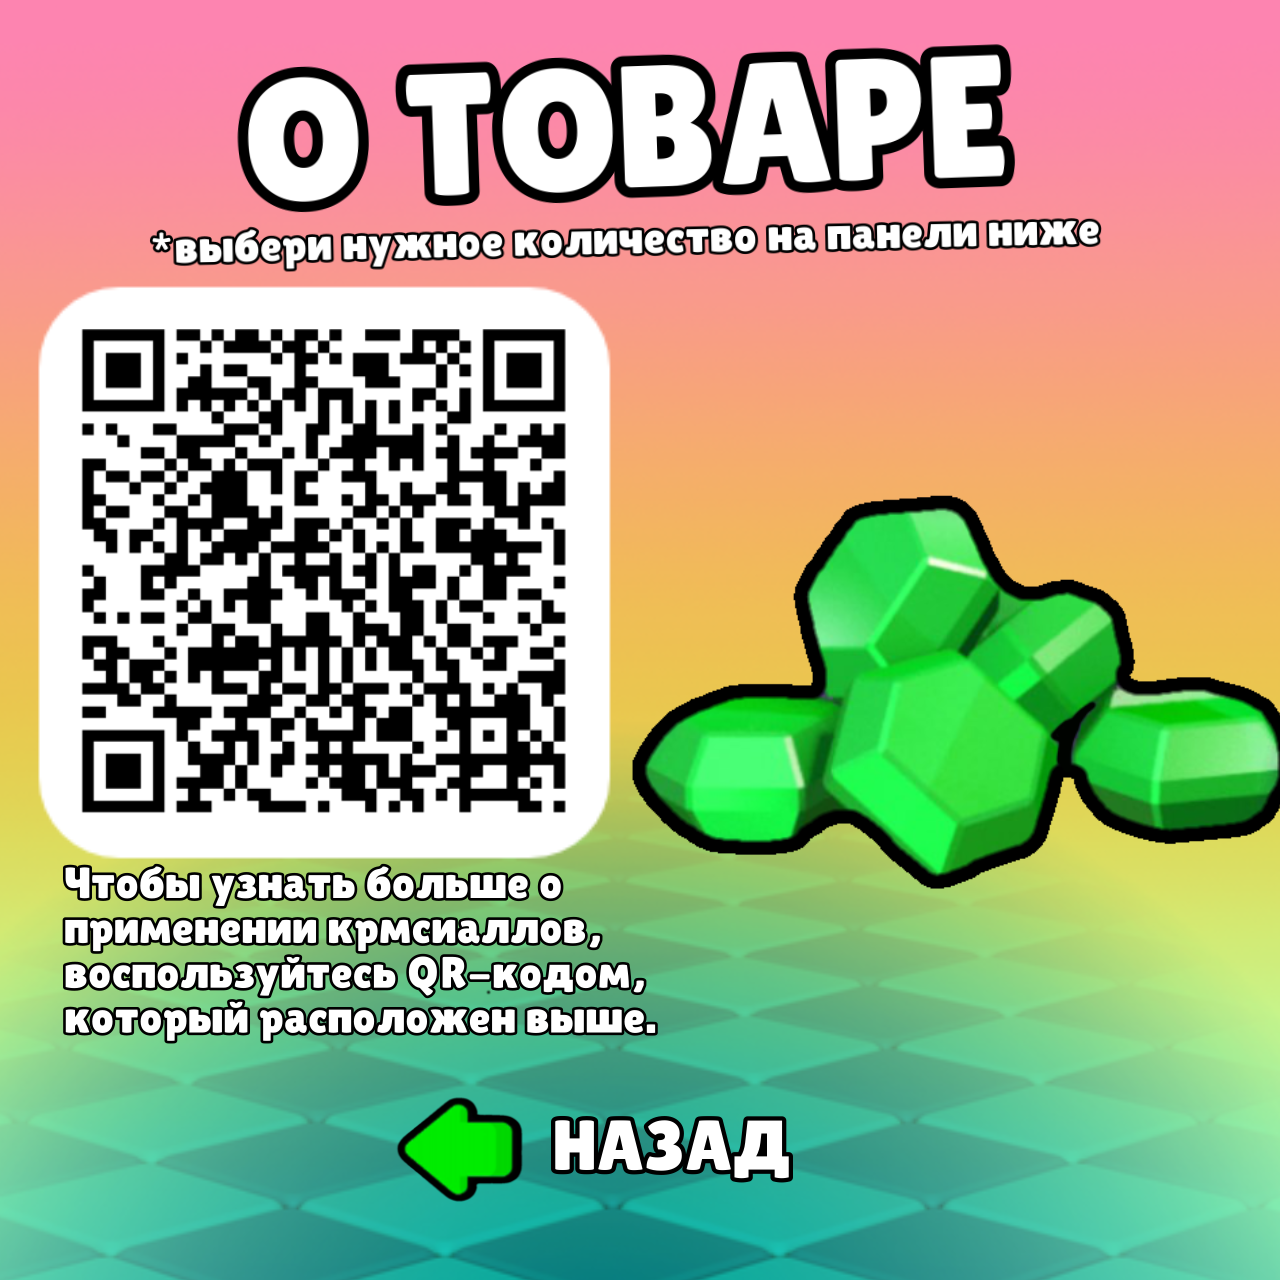 О ТОВАРЕ
*выбери нужное количество на панели ниже
Чтобы узнать больше о
применении крмсиаллов,
воспользуйтесь QR-кодом,
который расположен выше.
НАЗАД